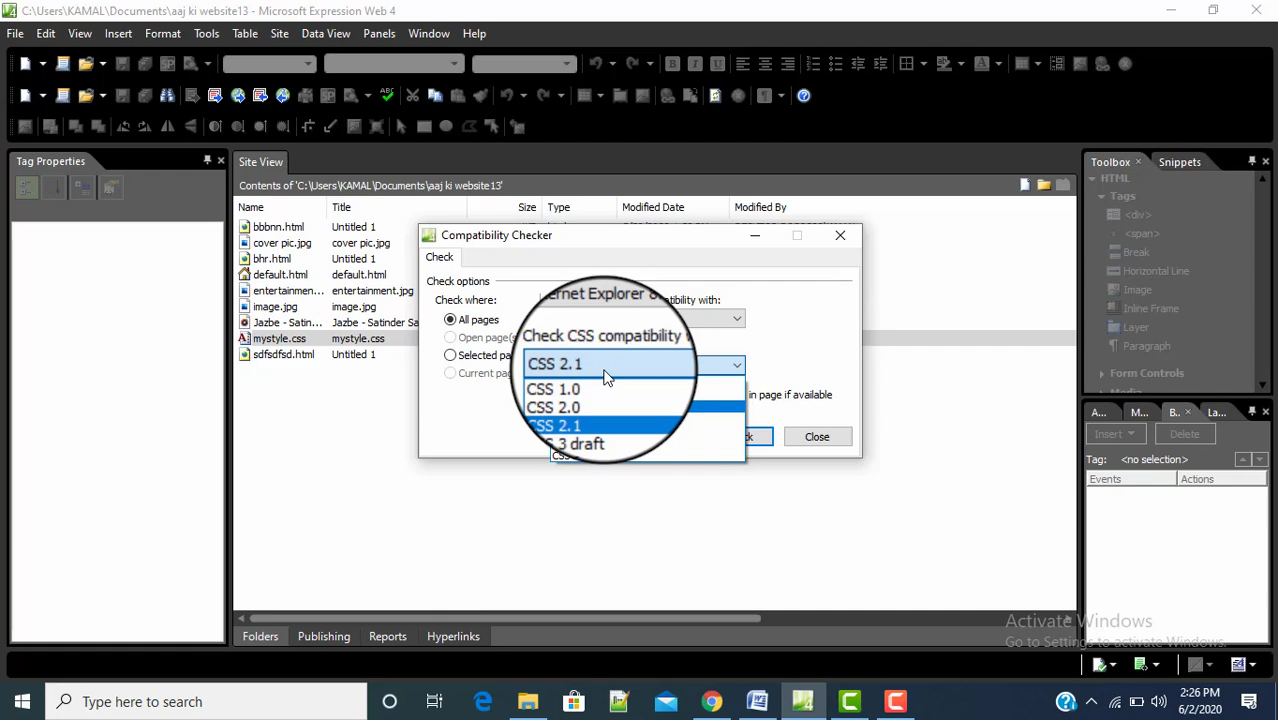 C:\Users\KAMAL\Documents\aaj ki website13 - Microsoft Expression Web 4
File Edit View Insert Format Tools Table Site Data View Panels Window Help
Tag Properties
Site View
Contents of 'C:\Users\KAMAL\Documents\aaj ki website13'
Name Title Size Type Modified Date Modified By
bbbnn.html Untitled 1
cover pic.jpg cover pic.jpg
bhr.html Untitled 1
default.html default.html
entertainmen... entertainment.jpg
image.jpg image.jpg
Jazbe - Satinder ... Jazbe - Satinder Sa
mystyle.css mystyle.css
sdfsdfsd.html Untitled 1
Compatibility Checker
Check
Check options
Check where:
All pages
Open page(s
Selected pa
Current pag
ernet Explorer 8
atibility with:
Check CSS compatibility
CSS 2.1
CSS 1.0
CSS 2.0
CSS 2.1
3 draft
in page if available
Close
Toolbox Snippets
HTML
Tags
<div>
<span>
Break
Horizontal Line
Image
Inline Frame
Layer
Paragraph
Form Controls
Media
A... M... B. La...
Insert Delete
Tag: <no selection>
Events Actions
Folders Publishing Reports Hyperlinks
Activate Windows
Go to Settings to activate Windows.
Type here to search
2:26 PM
6/2/2020